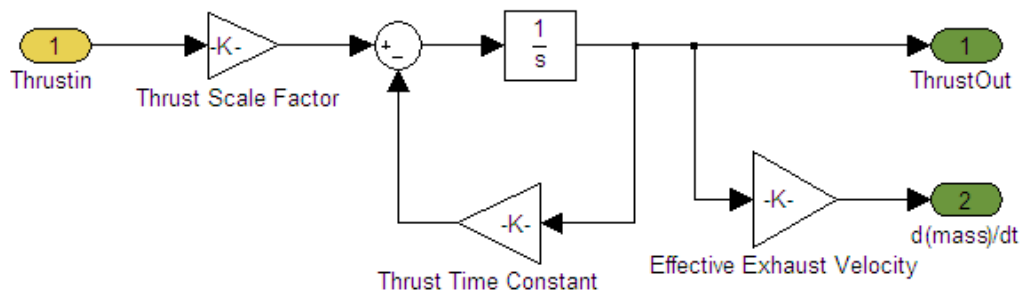 1
Thrustin
-K-
Thrust Scale Factor
+
-
1
s
1
ThrustOut
-K-
Thrust Time Constant
-K-
Effective Exhaust Velocity
2
d(mass)/dt